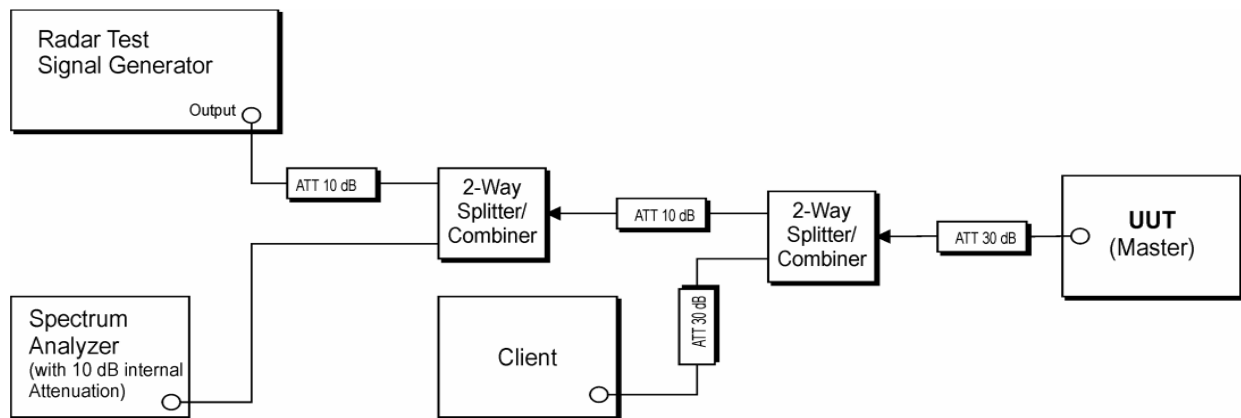 Radar Test
Signal Generator
Output
ATT 10 dB
2-Way
Splitter/
Combiner
ATT 10 dB
2-Way
Splitter/
Combiner
ATT 30 dB
UUT
(Master)
Spectrum
Analyzer
(with 10 dB internal
Attenuation)
Client
ATT 30 dB